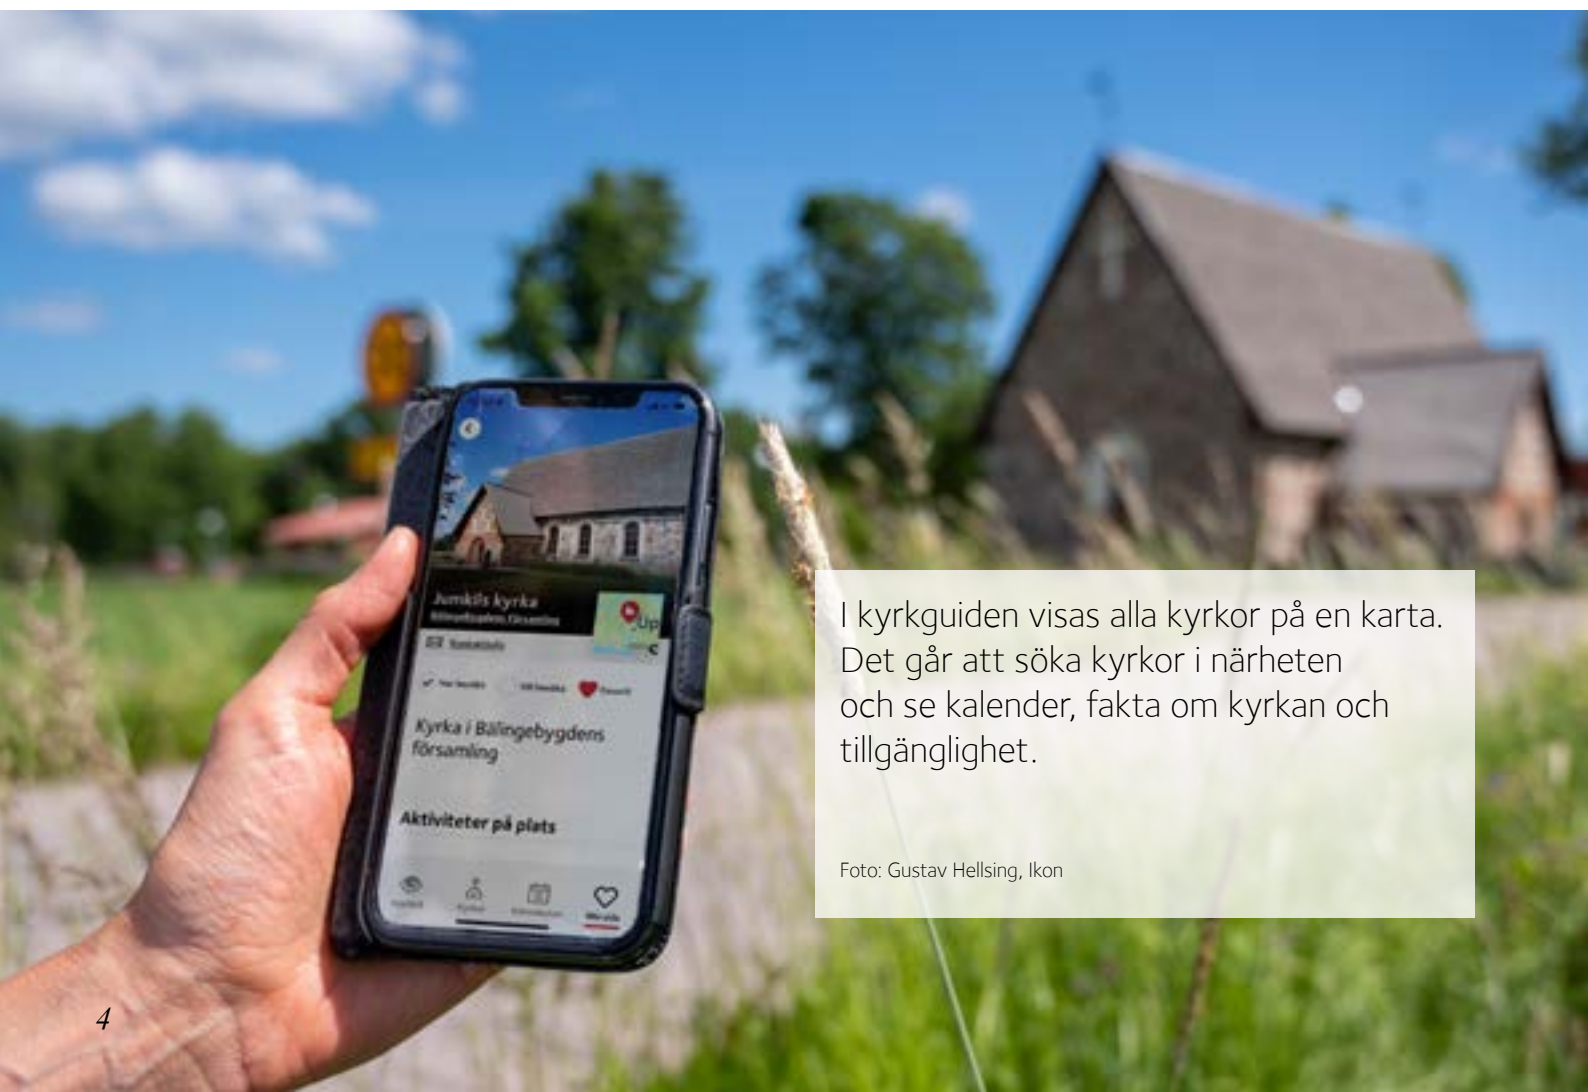 Jumkils kyrka
Up
Kyrka i Bälingebygdens
församling
Aktiviteter på plats
I kyrkguiden visas alla kyrkor på en karta.
Det går att söka kyrkor i närheten
och se kalender, fakta om kyrkan och
tillgänglighet.
Foto: Gustav Hellsing, Ikon
4